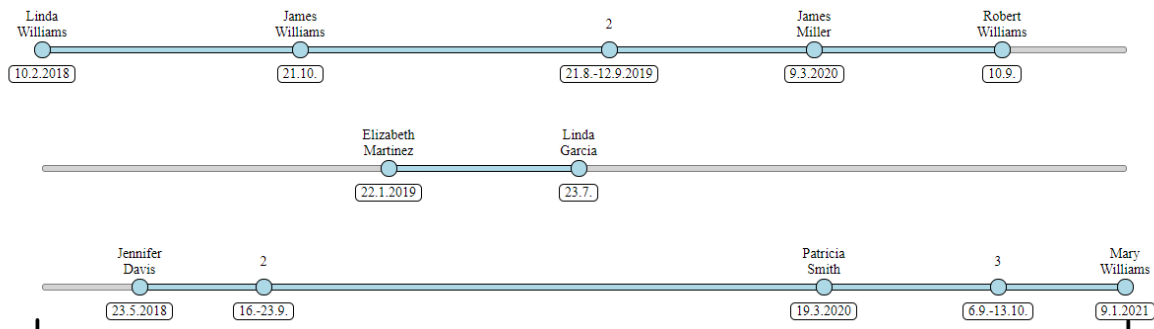 Linda
Williams
James
Williams
2
James
Miller
Robert
Williams
10.2.2018
21.10.
21.8.-12.9.2019
9.3.2020
10.9.
Elizabeth
Martinez
Linda
Garcia
22.1.2019
23.7.
Jennifer
Davis
2
Patricia
Smith
3
Mary
Williams
23.5.2018
16.-23.9.
19.3.2020
6.9.-13.10.
9.1.2021